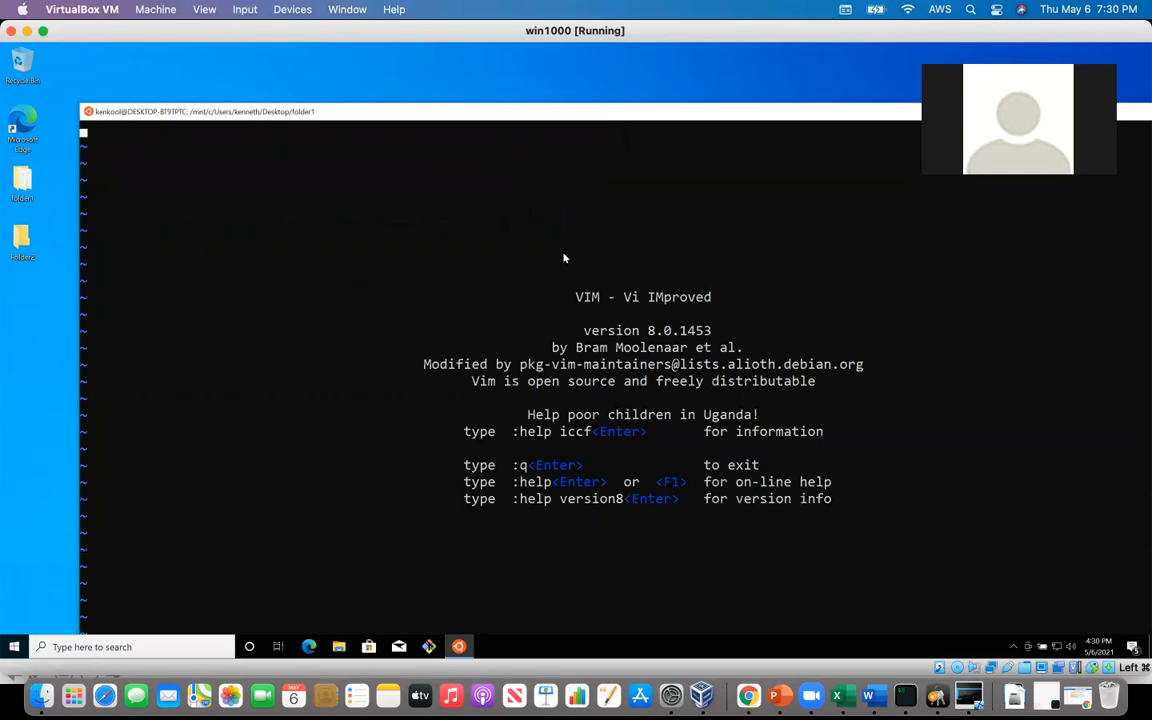 VirtualBox VM Machine View Input Devices Window Help AWS Thu May 6 7:30 PM
win1000 [Running]
Recycle Bin
kenkool@DESKTOP-BT9TPTC: /mnt/c/Users/kenneth/Desktop/folder1
Microsoft
Edge
folder1
Folder2
~
~
~
~
~
~
~
~
~
VIM - Vi IMproved
~
~
version 8.0.1453
~
by Bram Moolenaar et al.
~
Modified by pkg-vim-maintainers@lists.alioth.debian.org
~
Vim is open source and freely distributable
~
~
Help poor children in Uganda!
~
type :help iccf<Enter> for information
~
~
type :q<Enter> to exit
~
type :help<Enter> or <F1> for on-line help
~
type :help version8<Enter> for version info
~
~
~
~
~
~
~
~
Type here to search
4:30 PM
5/6/2021
5
Left ⌘
MAY
6
tv